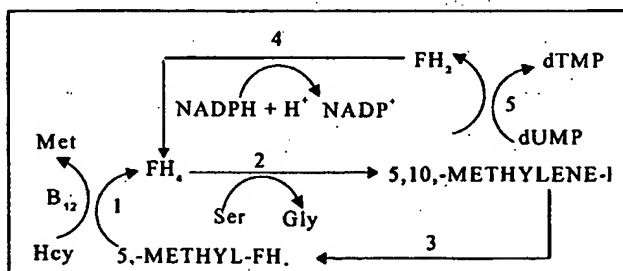 4
FH₂ dTMP
NADPH + H⁺ NADP⁺ 5
Met dUMP
FH₄ 2 5,10,-METHYLENE-
B₁₂ 1 Ser Gly
Hcy 5,-METHYL-FH. 3